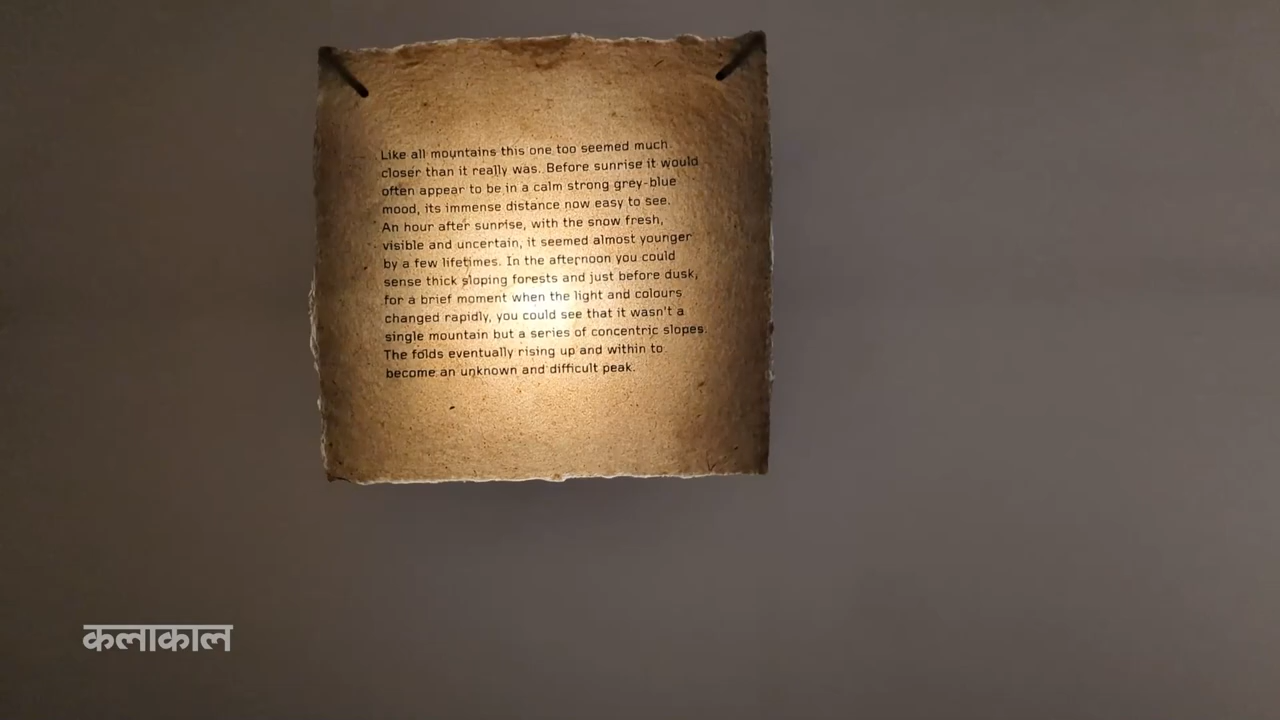 Like all mountains this one too seemed much
closer than it really was. Before sunrise it would
often appear to be in a calm strong grey-blue
mood, its immense distance now easy to see.
An hour after sunrise, with the snow fresh,
visible and uncertain, it seemed almost younger
by a few lifetimes. In the afternoon you could
sense thick sloping forests and just before dusk,
for a brief moment when the light and colours
changed rapidly, you could see that it wasn't a
single mountain but a series of concentric slopes.
The folds eventually rising up and within to
become an unknown and difficult peak.
कलाकाल